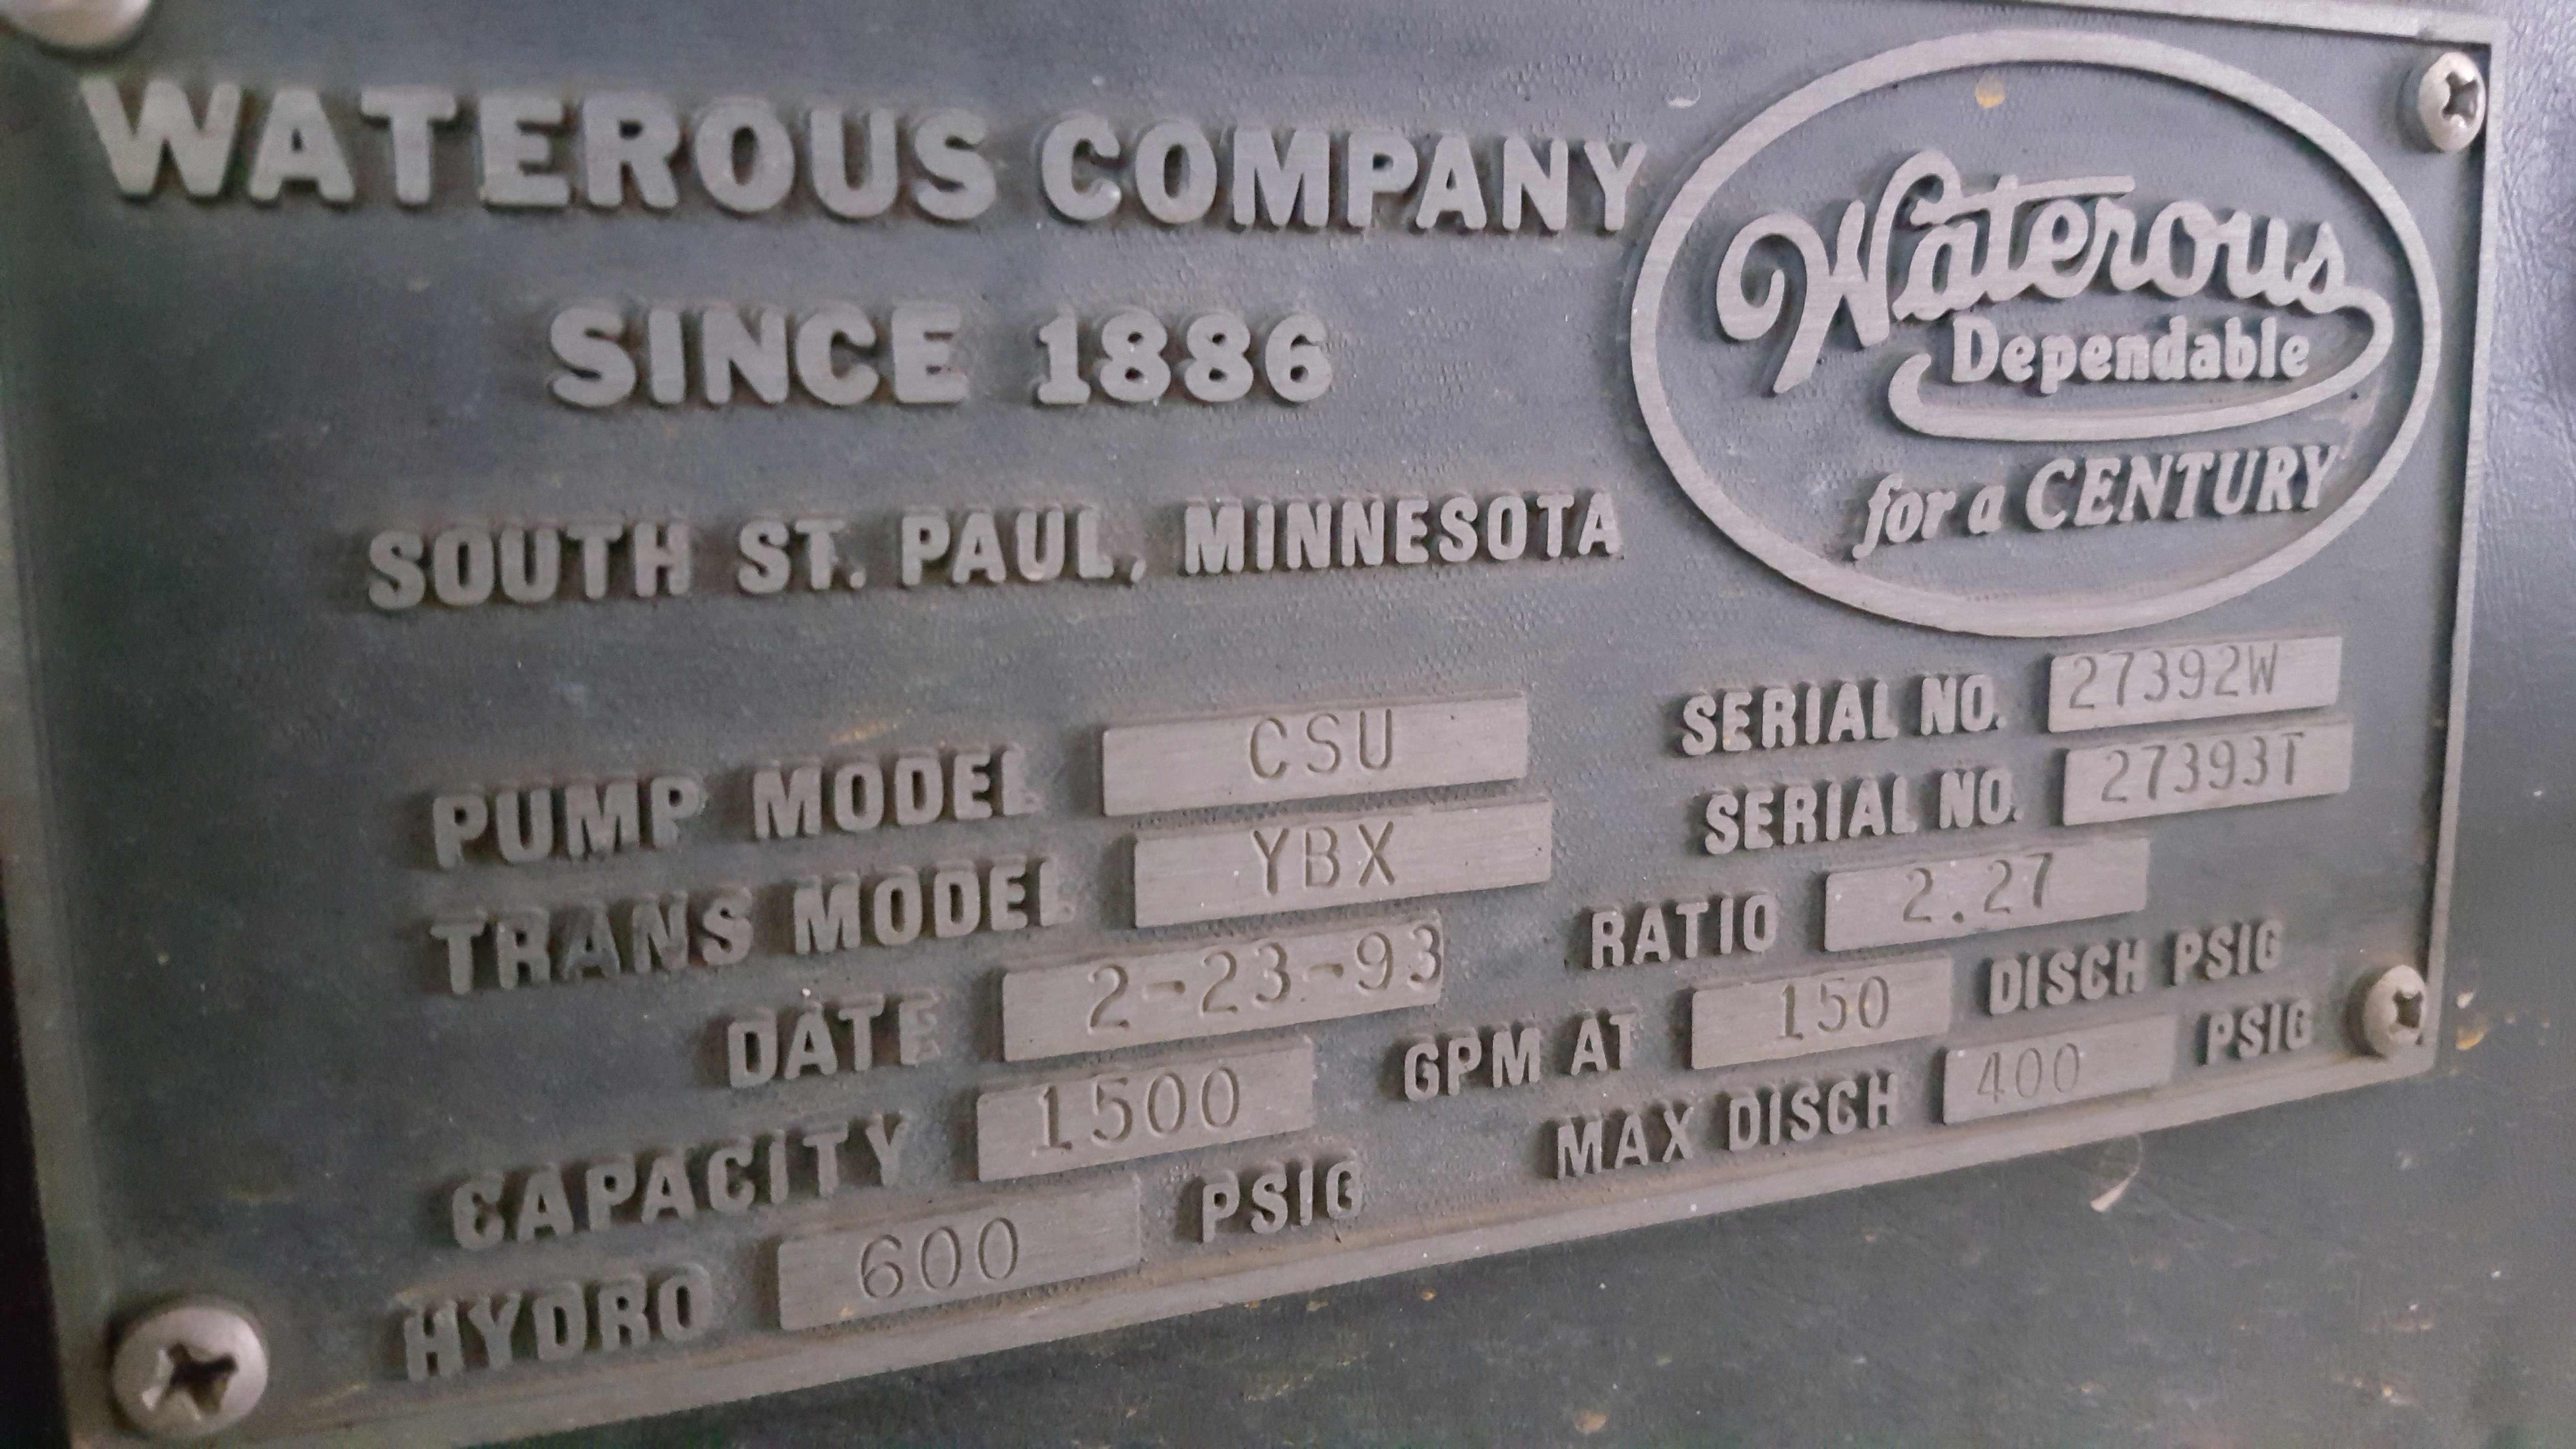 WATEROUS COMPANY
SINCE 1886
SOUTH ST. PAUL, MINNESOTA
Waterous
Dependable
for a CENTURY
PUMP MODEL CSU SERIAL NO. 27392W
TRANS MODEL YBX SERIAL NO. 27393T
DATE 2-23-93 RATIO 2.27
CAPACITY 1500 GPM AT 150 DISCH PSIG
HYDRO 600 PSIG MAX DISCH 400 PSIG